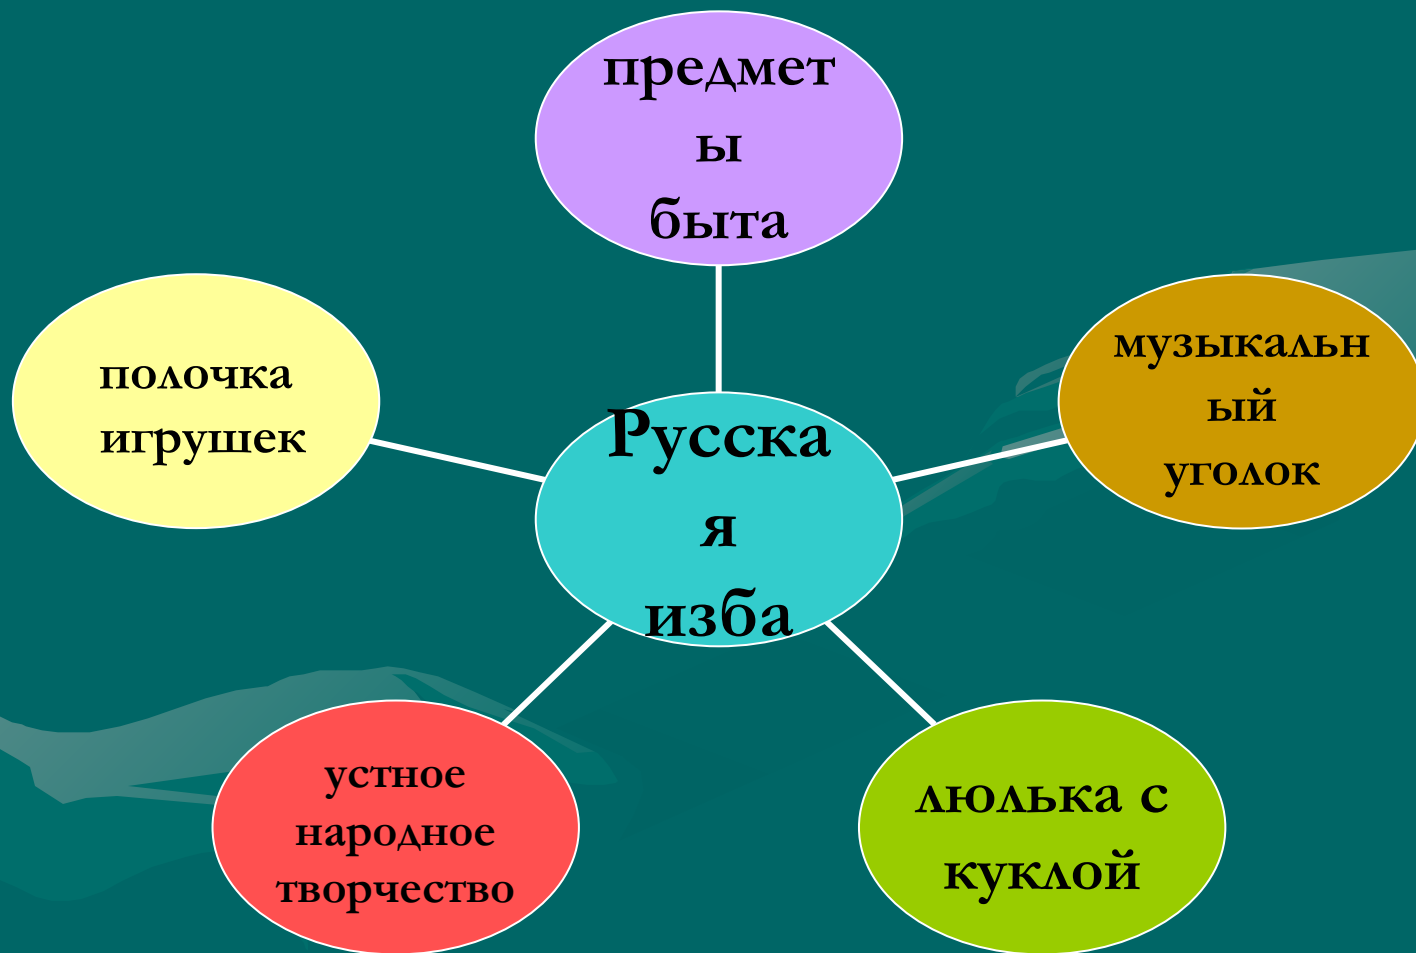 предмет
ы
быта
полочка
игрушек
музыкальн
ый
уголок
Русска
я
изба
устное
народное
творчество
люлька с
куклой